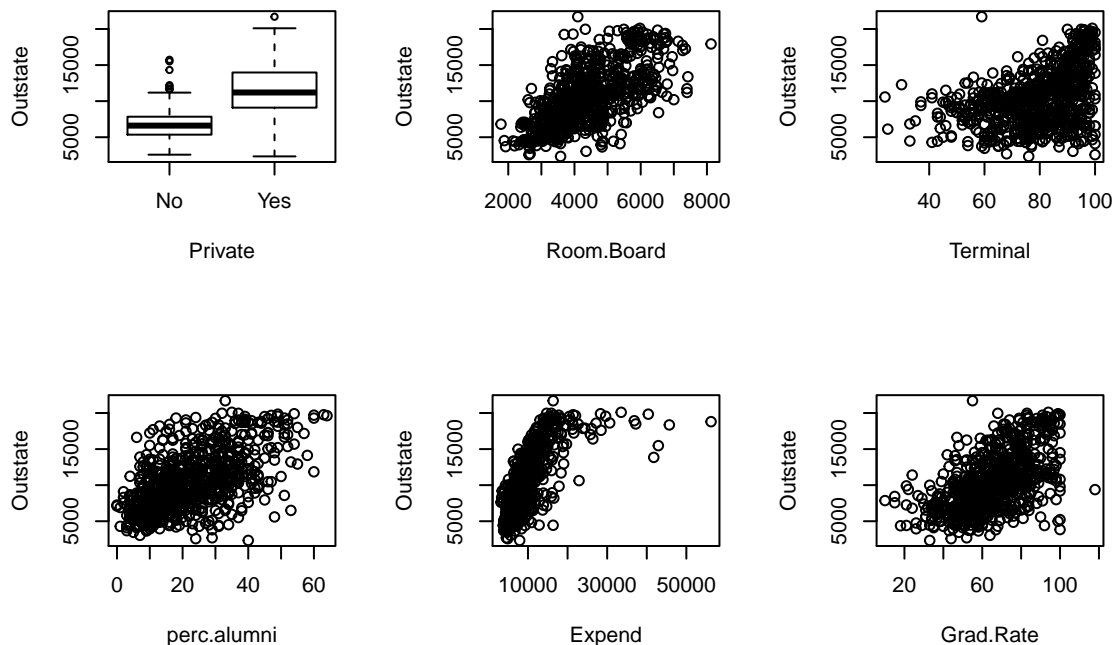 Outstate
5000 15000
No Yes
Private
Outstate
5000 15000
2000 4000 6000 8000
Room.Board
Outstate
5000 15000
40 60 80 100
Terminal
Outstate
5000 15000
0 20 40 60
perc.alumni
Outstate
5000 15000
10000 30000 50000
Expend
Outstate
5000 15000
20 60 100
Grad.Rate